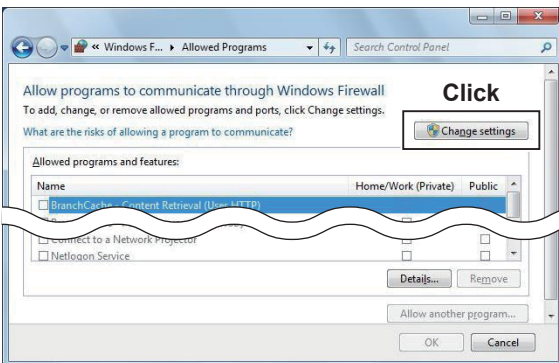 « Windows F... ▸ Allowed Programs
Search Control Panel
Allow programs to communicate through Windows Firewall
Click
To add, change, or remove allowed programs and ports, click Change settings.
What are the risks of allowing a program to communicate?
Change settings
Allowed programs and features:
Name Home/Work (Private) Public
BranchCache - Content Retrieval (Uses HTTP)
Connect to a Network Projector
Netlogon Service
Details... Remove
Allow another program...
OK Cancel